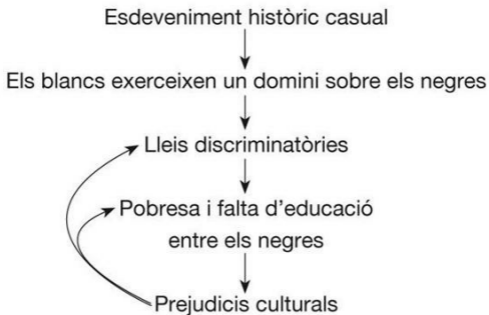 Esdeveniment històric casual
Els blancs exerceixen un domini sobre els negres
Lleis discriminatòries
Pobresa i falta d’educació
entre els negres
Prejudicis culturals